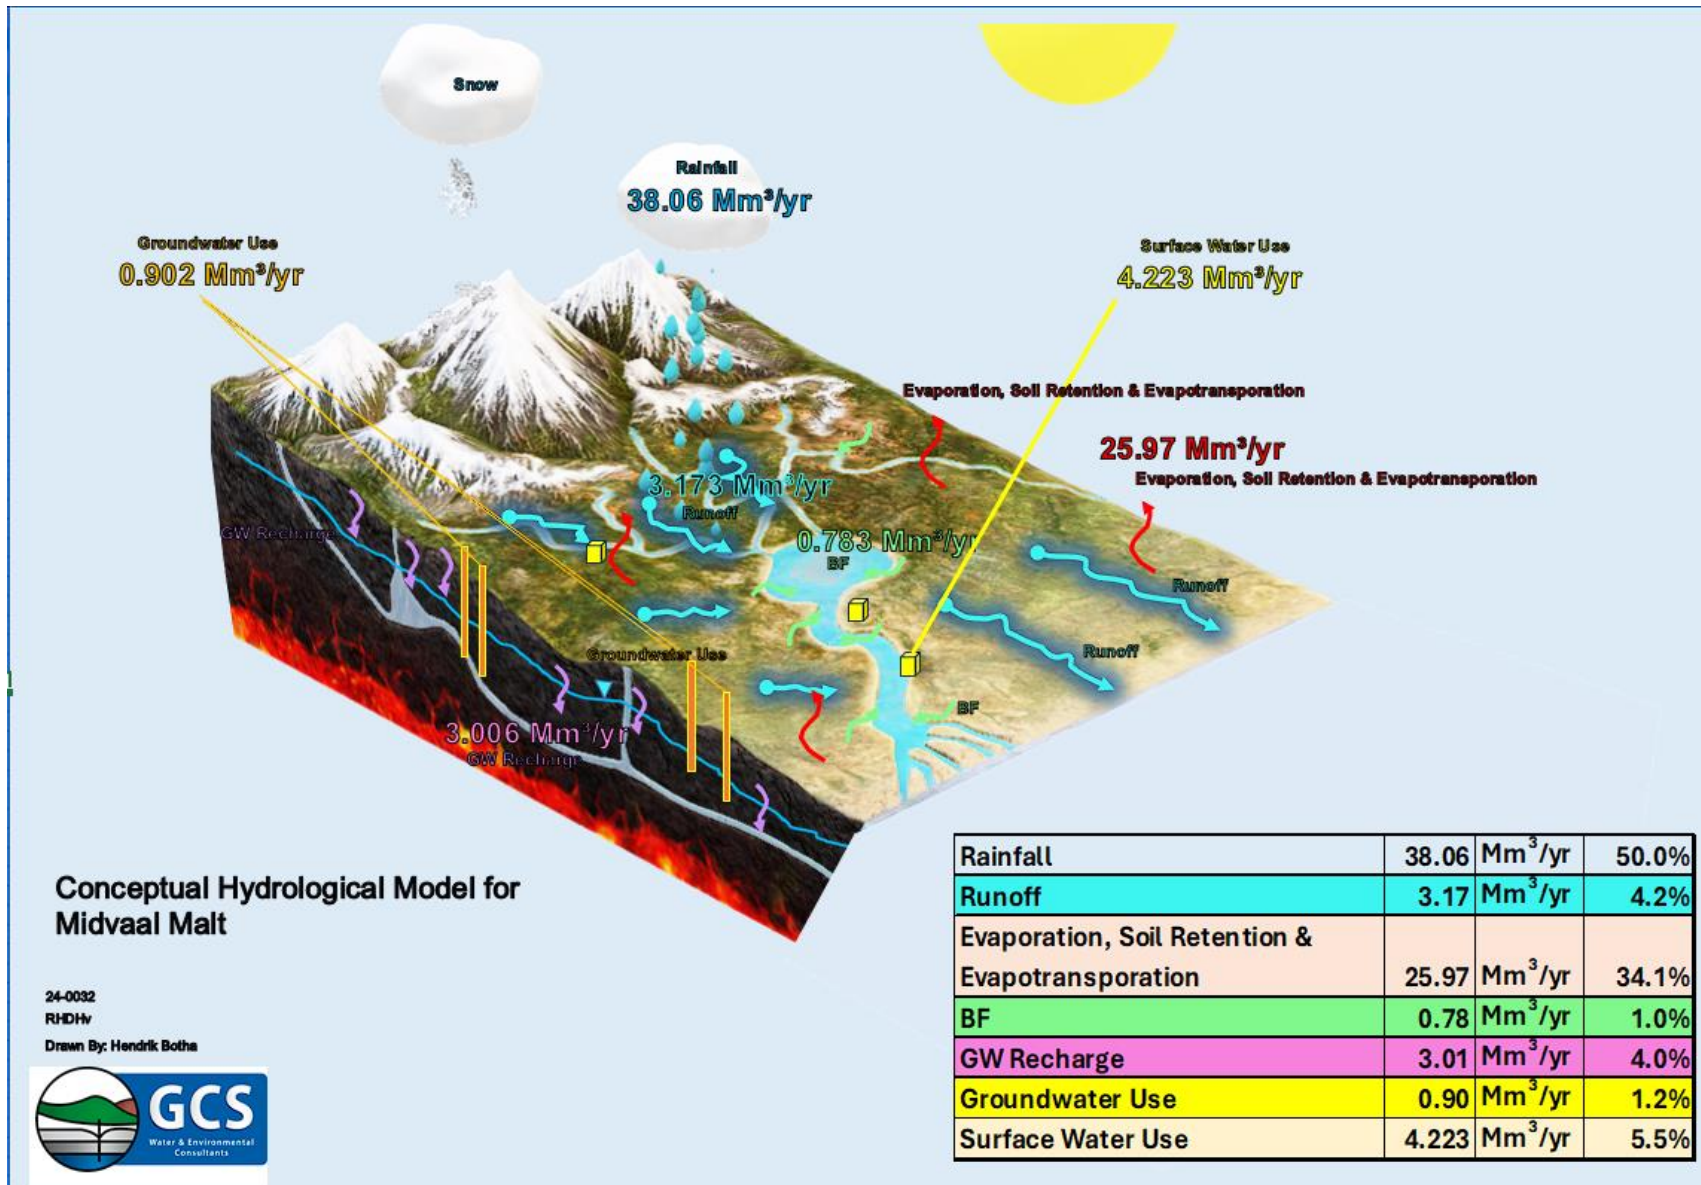 Snow
Rainfall
38.06 Mm³/yr
Groundwater Use
0.902 Mm³/yr
Surface Water Use
4.223 Mm³/yr
Evaporation, Soil Retention & Evapotransporation
25.97 Mm³/yr
Evaporation, Soil Retention & Evapotransporation
3.173 Mm³/yr
Runoff
GW Recharge
0.783 Mm³/yr
BF
Runoff
Runoff
Groundwater Use
BF
3.006 Mm³/yr
GW Recharge
Conceptual Hydrological Model for
Midvaal Malt
24-0032
RHDHv
Drawn By: Hendrik Botha
GCS
Water & Environmental
Consultants
Rainfall 38.06 Mm³/yr 50.0%
Runoff 3.17 Mm³/yr 4.2%
Evaporation, Soil Retention &
Evapotransporation 25.97 Mm³/yr 34.1%
BF 0.78 Mm³/yr 1.0%
GW Recharge 3.01 Mm³/yr 4.0%
Groundwater Use 0.90 Mm³/yr 1.2%
Surface Water Use 4.223 Mm³/yr 5.5%